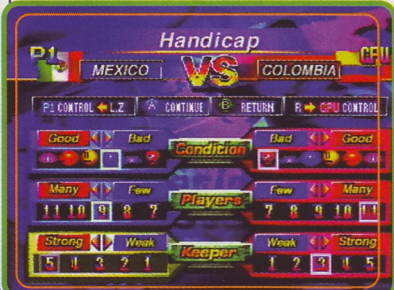 Handicap
P1 CPU
MEXICO VS COLOMBIA
P1 CONTROL L.Z A CONTINUE B RETURN R CPU CONTROL
Good Bad Condition Bad Good
Many Few Players Few Many
11 10 9 8 7 7 8 9 10 11
Strong Weak Keeper Weak Strong
5 4 3 2 1 1 2 3 4 5